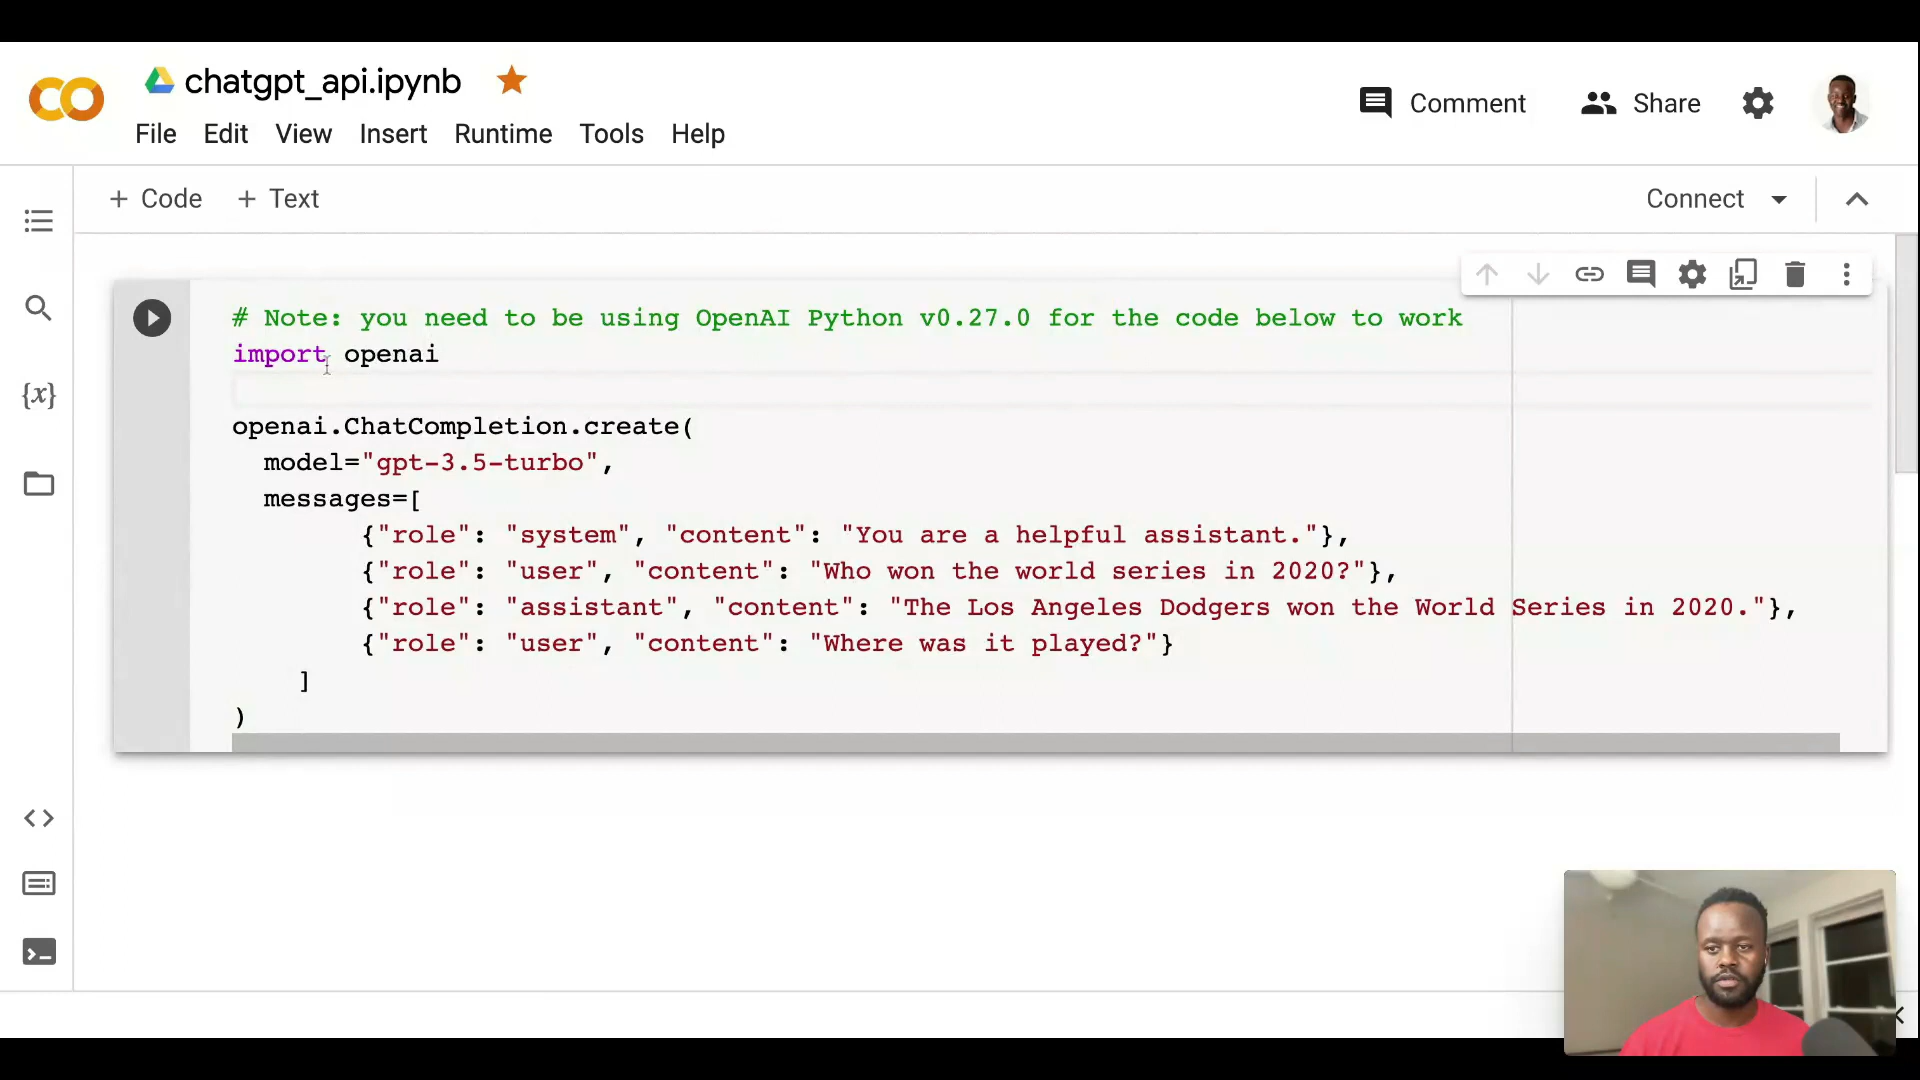 chatgpt_api.ipynb
Comment
Share
File Edit View Insert Runtime Tools Help
+ Code + Text
Connect
# Note: you need to be using OpenAI Python v0.27.0 for the code below to work
import openai
openai.ChatCompletion.create(
model="gpt-3.5-turbo",
messages=[
{"role": "system", "content": "You are a helpful assistant."},
{"role": "user", "content": "Who won the world series in 2020?"},
{"role": "assistant", "content": "The Los Angeles Dodgers won the World Series in 2020."},
{"role": "user", "content": "Where was it played?"}
]
)
{x}